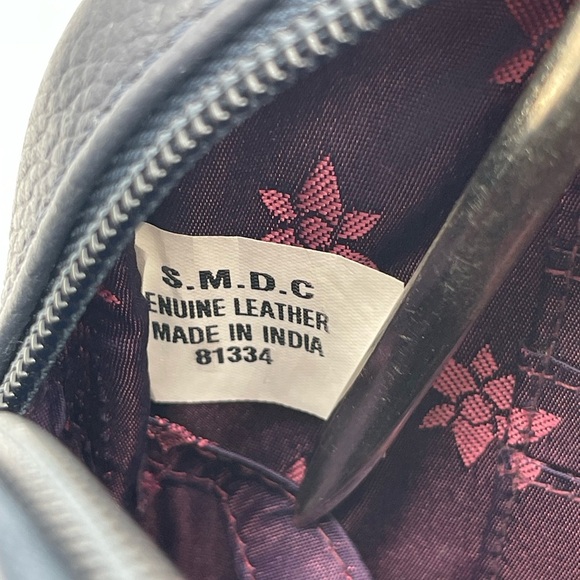 S.M.D.C
ENUINE LEATHER
MADE IN INDIA
81334